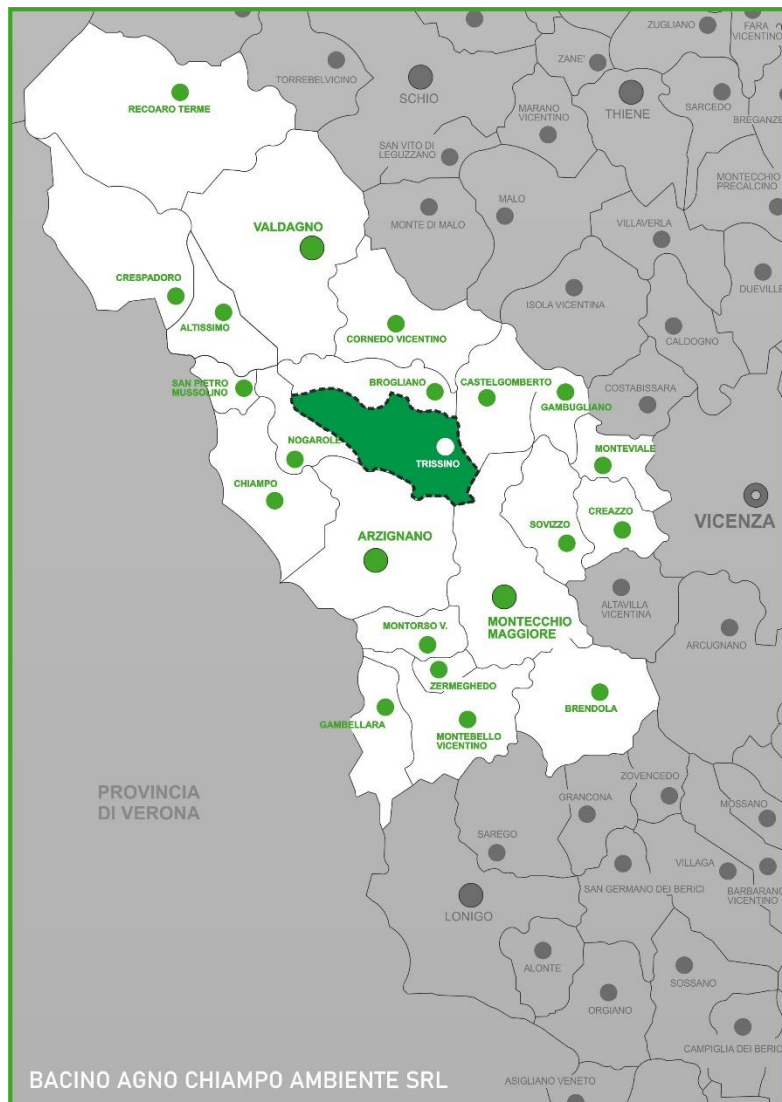 ZUGLIANO
FARA
VICENTINO
ZANE'
TORREBELVICINO
SCHIO
RECOARO TERME
MARANO
VICENTINO
THIENE
SARCEDO
BREGANZE
SAN VITO DI
LEGUZZANO
MONTECCHIO
PRECALCINO
MALO
VALDAGNO
MONTE DI MALO
VILLAVERLA
CRESPADORO
DUEVILLE
ISOLA VICENTINA
ALTISSIMO
CORNEDO VICENTINO
CALDOGNO
SAN PIETRO
MUSSOLINO
BROGLIANO
CASTELGOMBERTO
COSTABISSARA
GAMBUGLIANO
NOGAROLE
TRISSINO
MONTEVIALE
CHIAMPO
SOVIZZO
CREAZZO
VICENZA
ARZIGNANO
ALTAVILLA
VICENTINA
MONTORSO V.
MONTECCHIO
MAGGIORE
ARCUGNANO
ZERMEGHEDO
GAMBELLARA
BRENDOLA
MONTEBELLO
VICENTINO
PROVINCIA
DI VERONA
ZOVENCEDO
GRANCONA
MOSSANO
SAREGO
VILLAGA
SAN GERMANO DEI BERICI
BARBARANO
VICENTINO
LONIGO
ALONTE
SOSSANO
ORGIANO
CAMPIGLIA DEI BERICI
ASIGLIANO VENETO
BACINO AGNO CHIAMPO AMBIENTE SRL